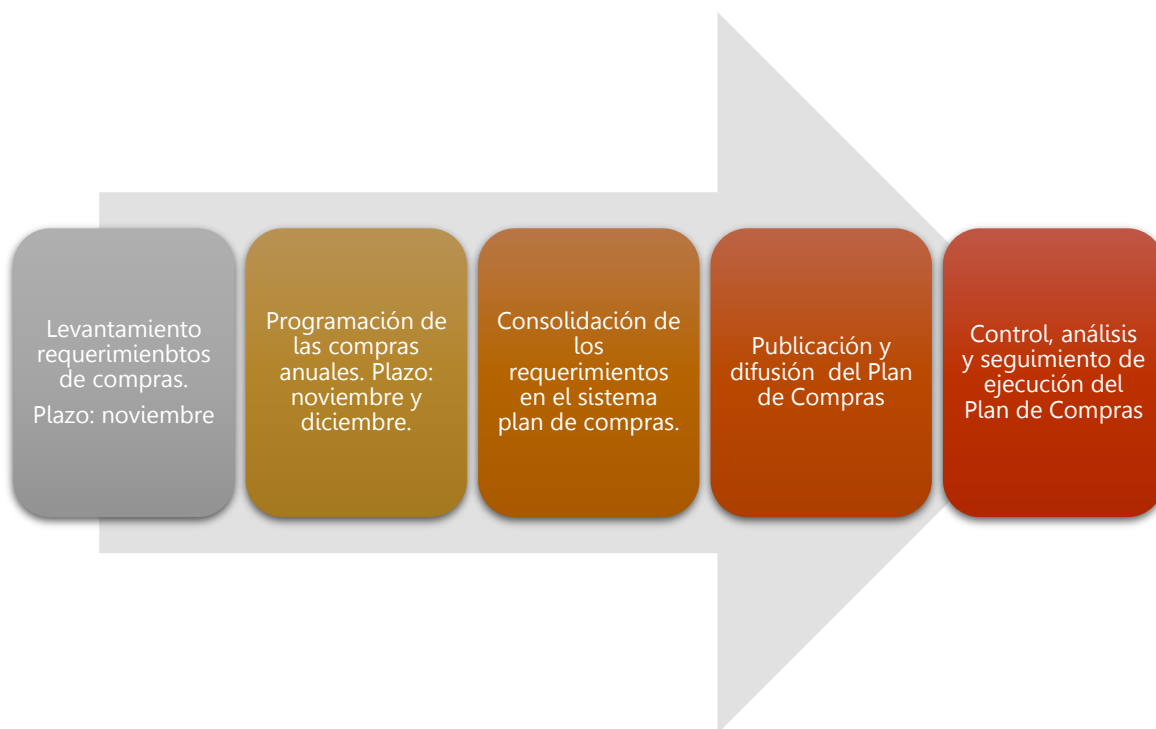 Levantamiento
requerimienbtos
de compras.
Plazo: noviembre
Programación de
las compras
anuales. Plazo:
noviembre y
diciembre.
Consolidación de
los
requerimientos
en el sistema
plan de compras.
Publicación y
difusión del Plan
de Compras
Control, análisis
y seguimiento de
ejecución del
Plan de Compras